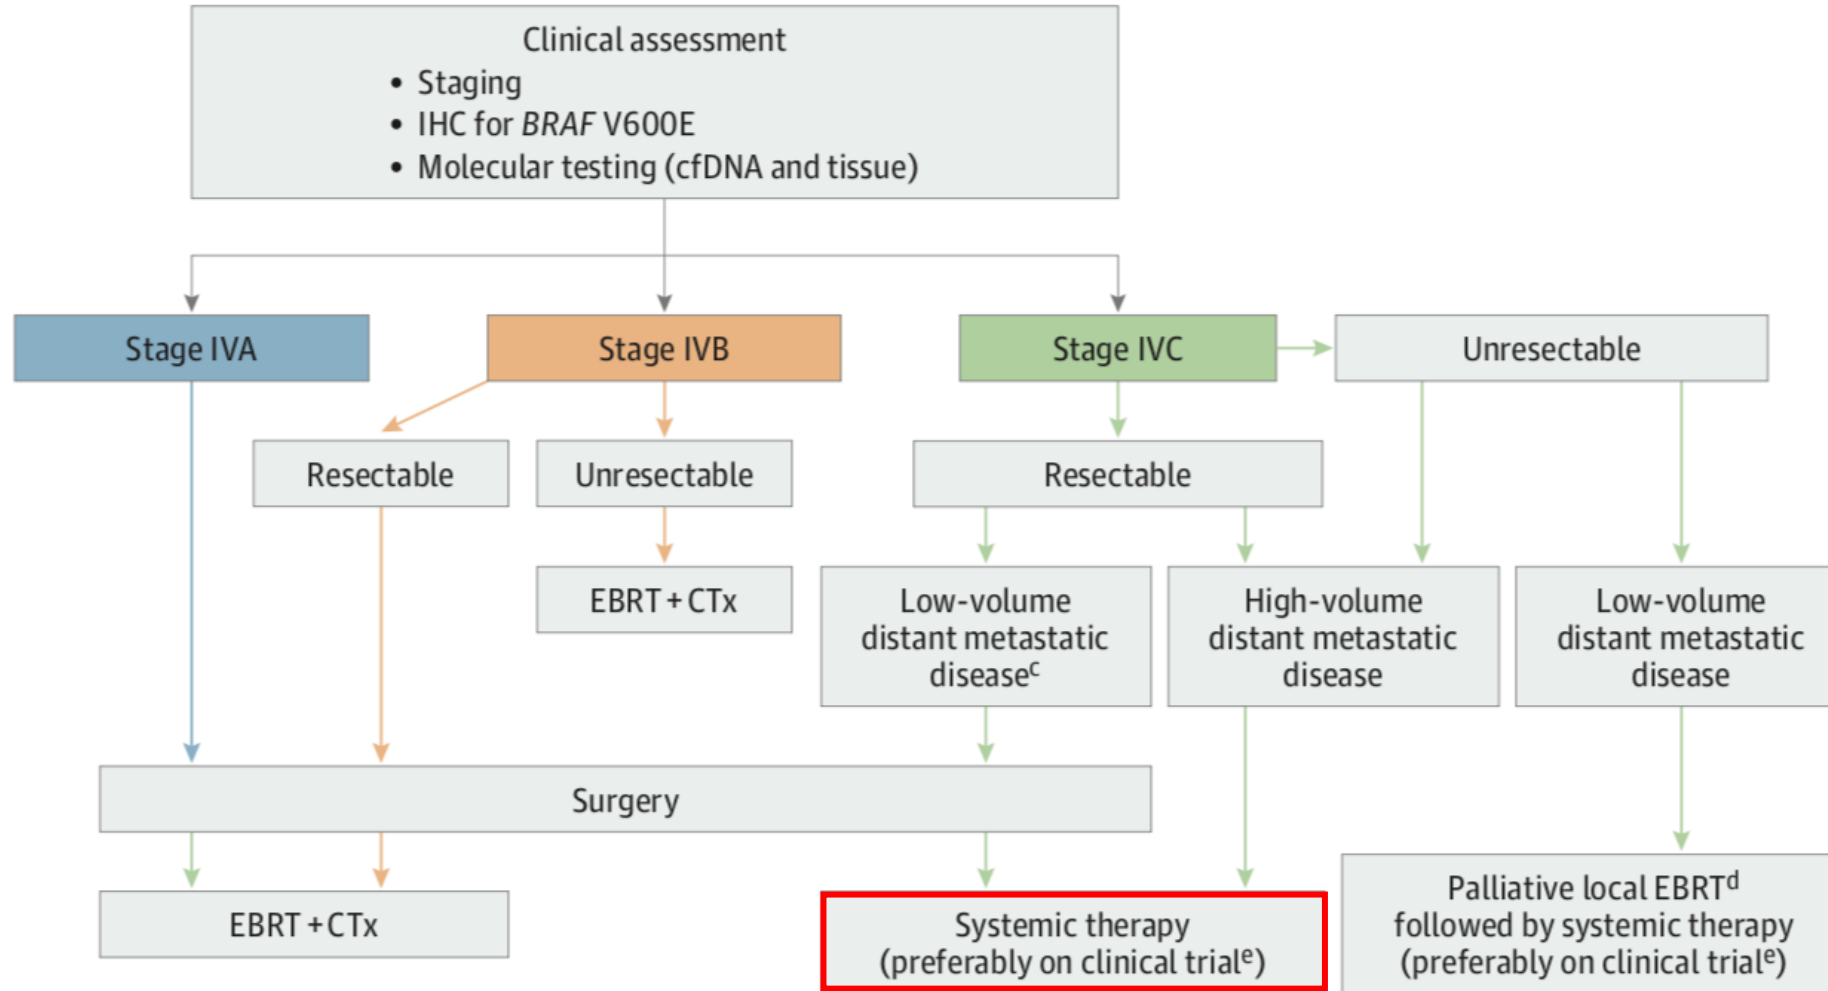 Clinical assessment
• Staging
• IHC for BRAF V600E
• Molecular testing (cfDNA and tissue)
Stage IVA
Stage IVB
Stage IVC
Unresectable
Resectable
Unresectable
Resectable
EBRT + CTx
Low-volume
distant metastatic
diseasec
High-volume
distant metastatic
disease
Low-volume
distant metastatic
disease
Surgery
EBRT + CTx
Systemic therapy
(preferably on clinical triale)
Palliative local EBRTd
followed by systemic therapy
(preferably on clinical triale)